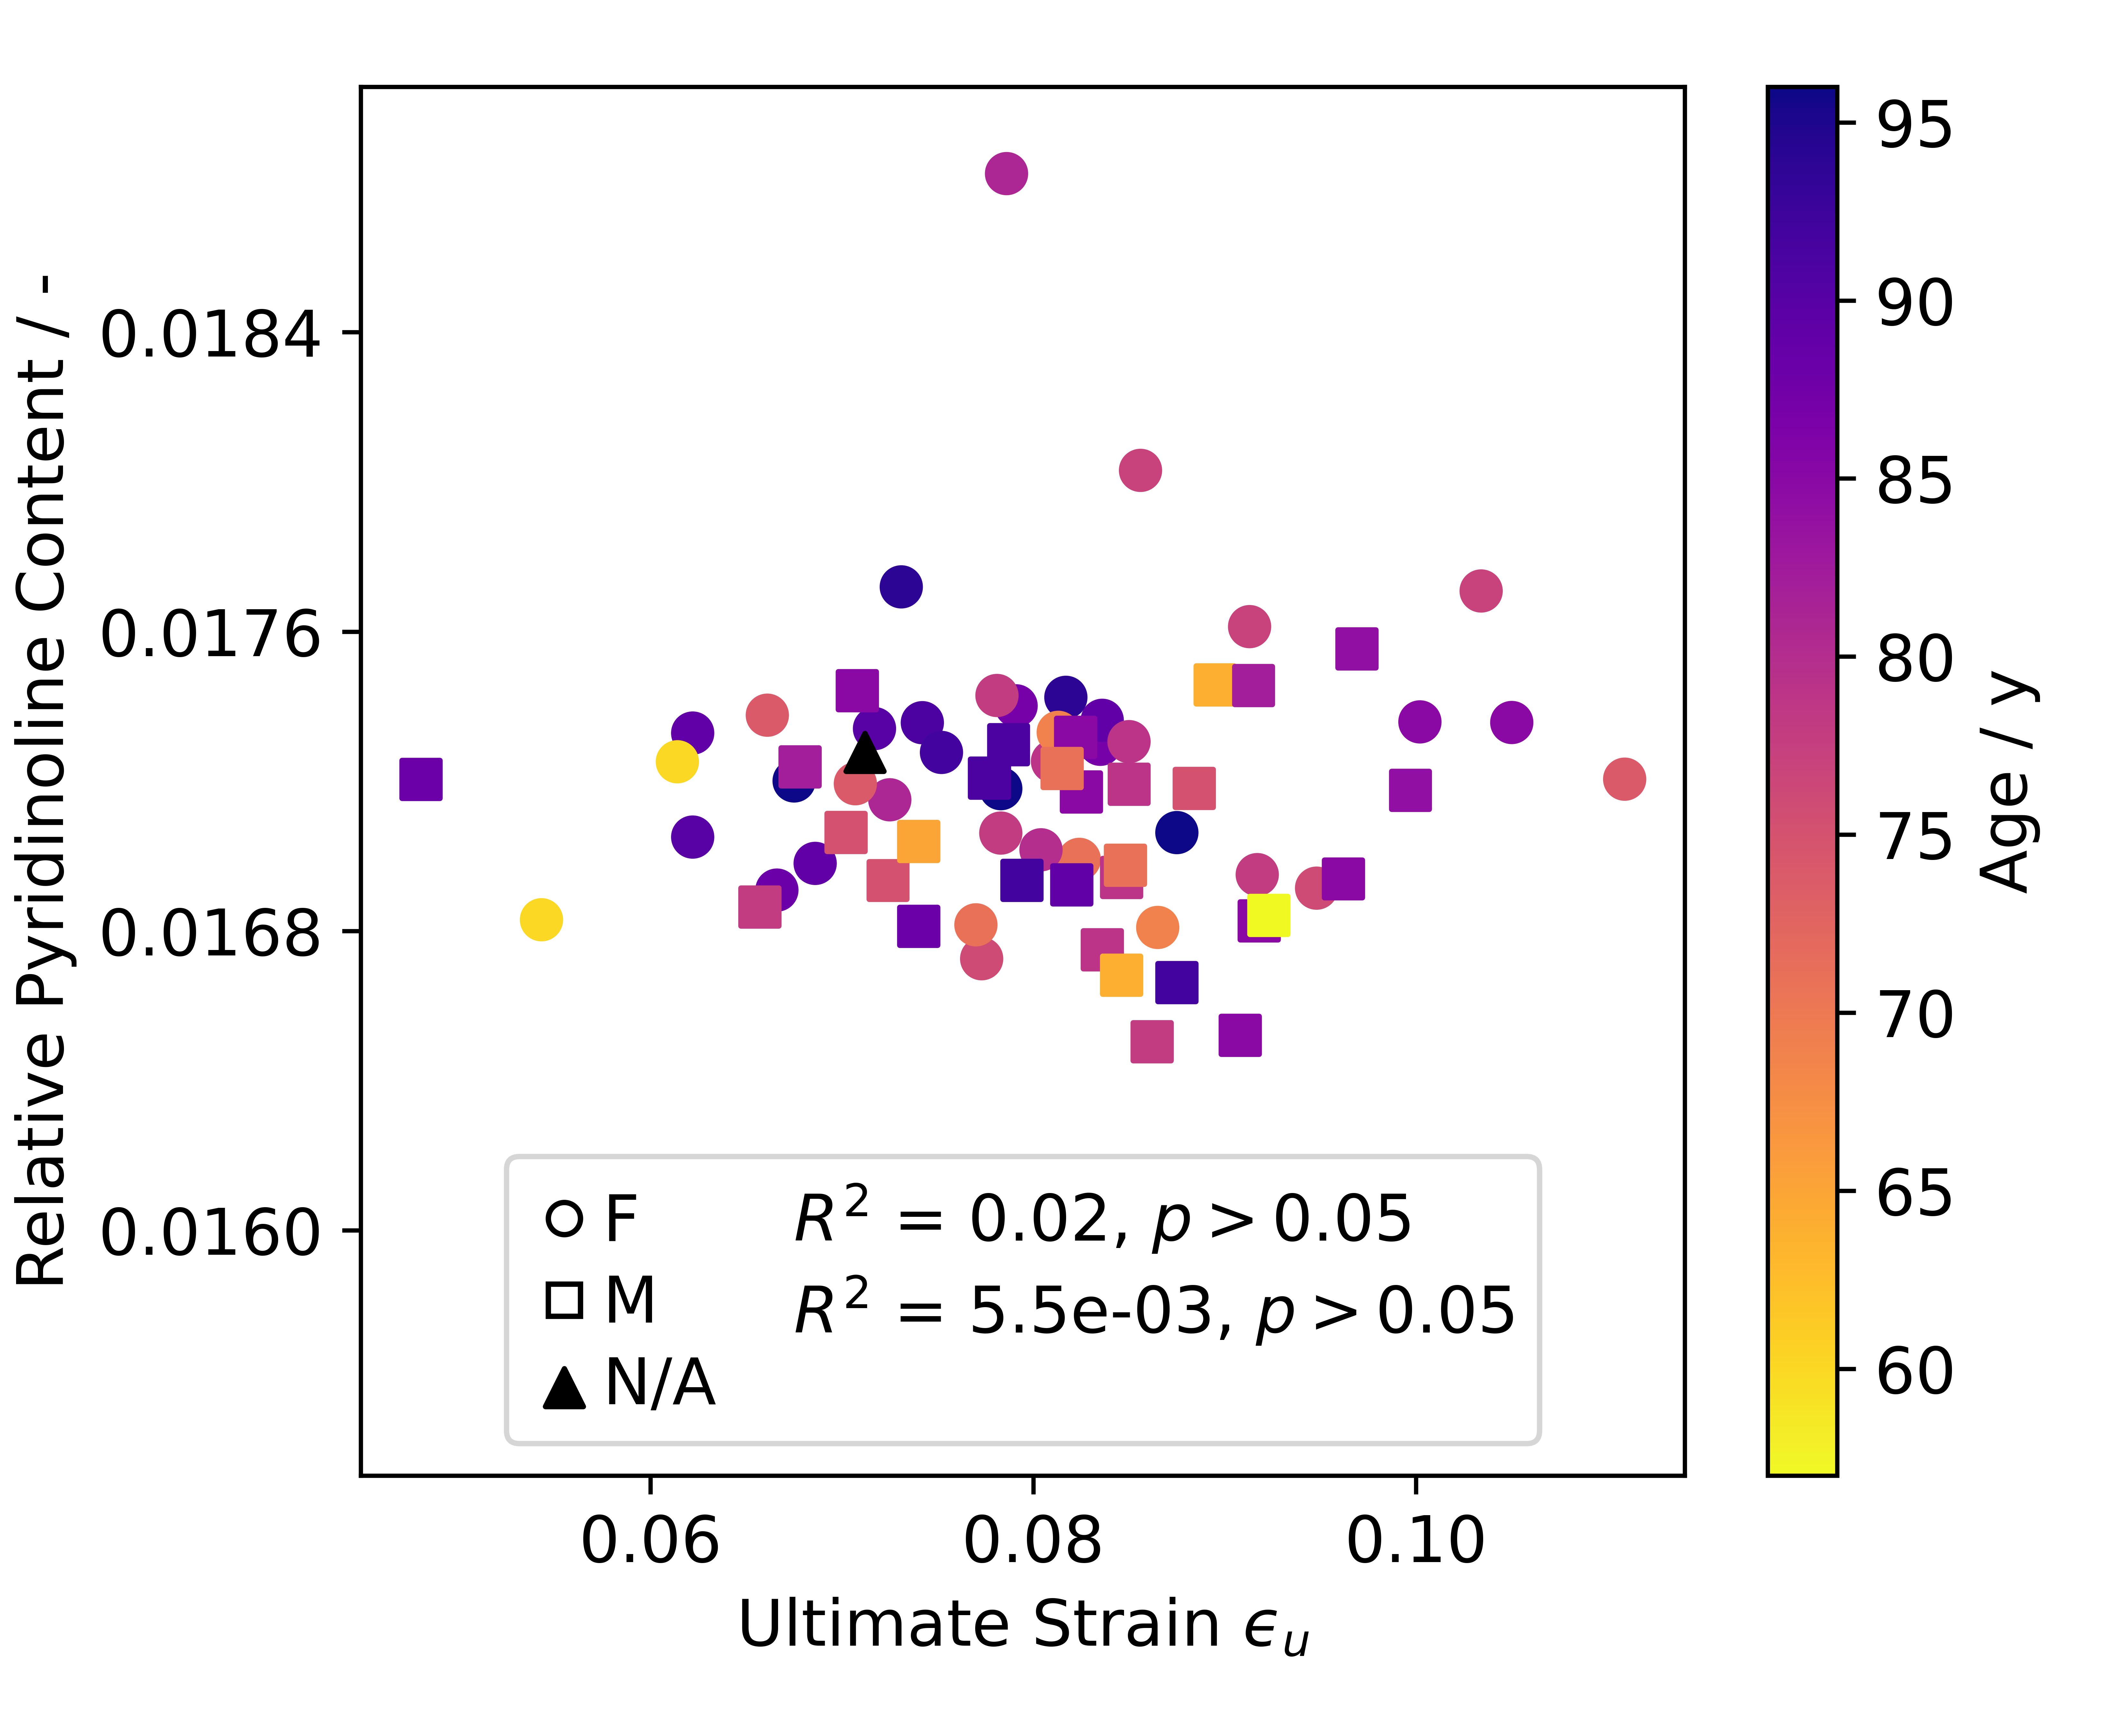 Relative Pyridinoline Content / -
0.0184
0.0176
0.0168
0.0160
F R² = 0.02, p > 0.05
M R² = 5.5e-03, p > 0.05
N/A
0.06 0.08 0.10
Ultimate Strain ϵᵤ
95
90
85
80
75
70
65
60
Age / y